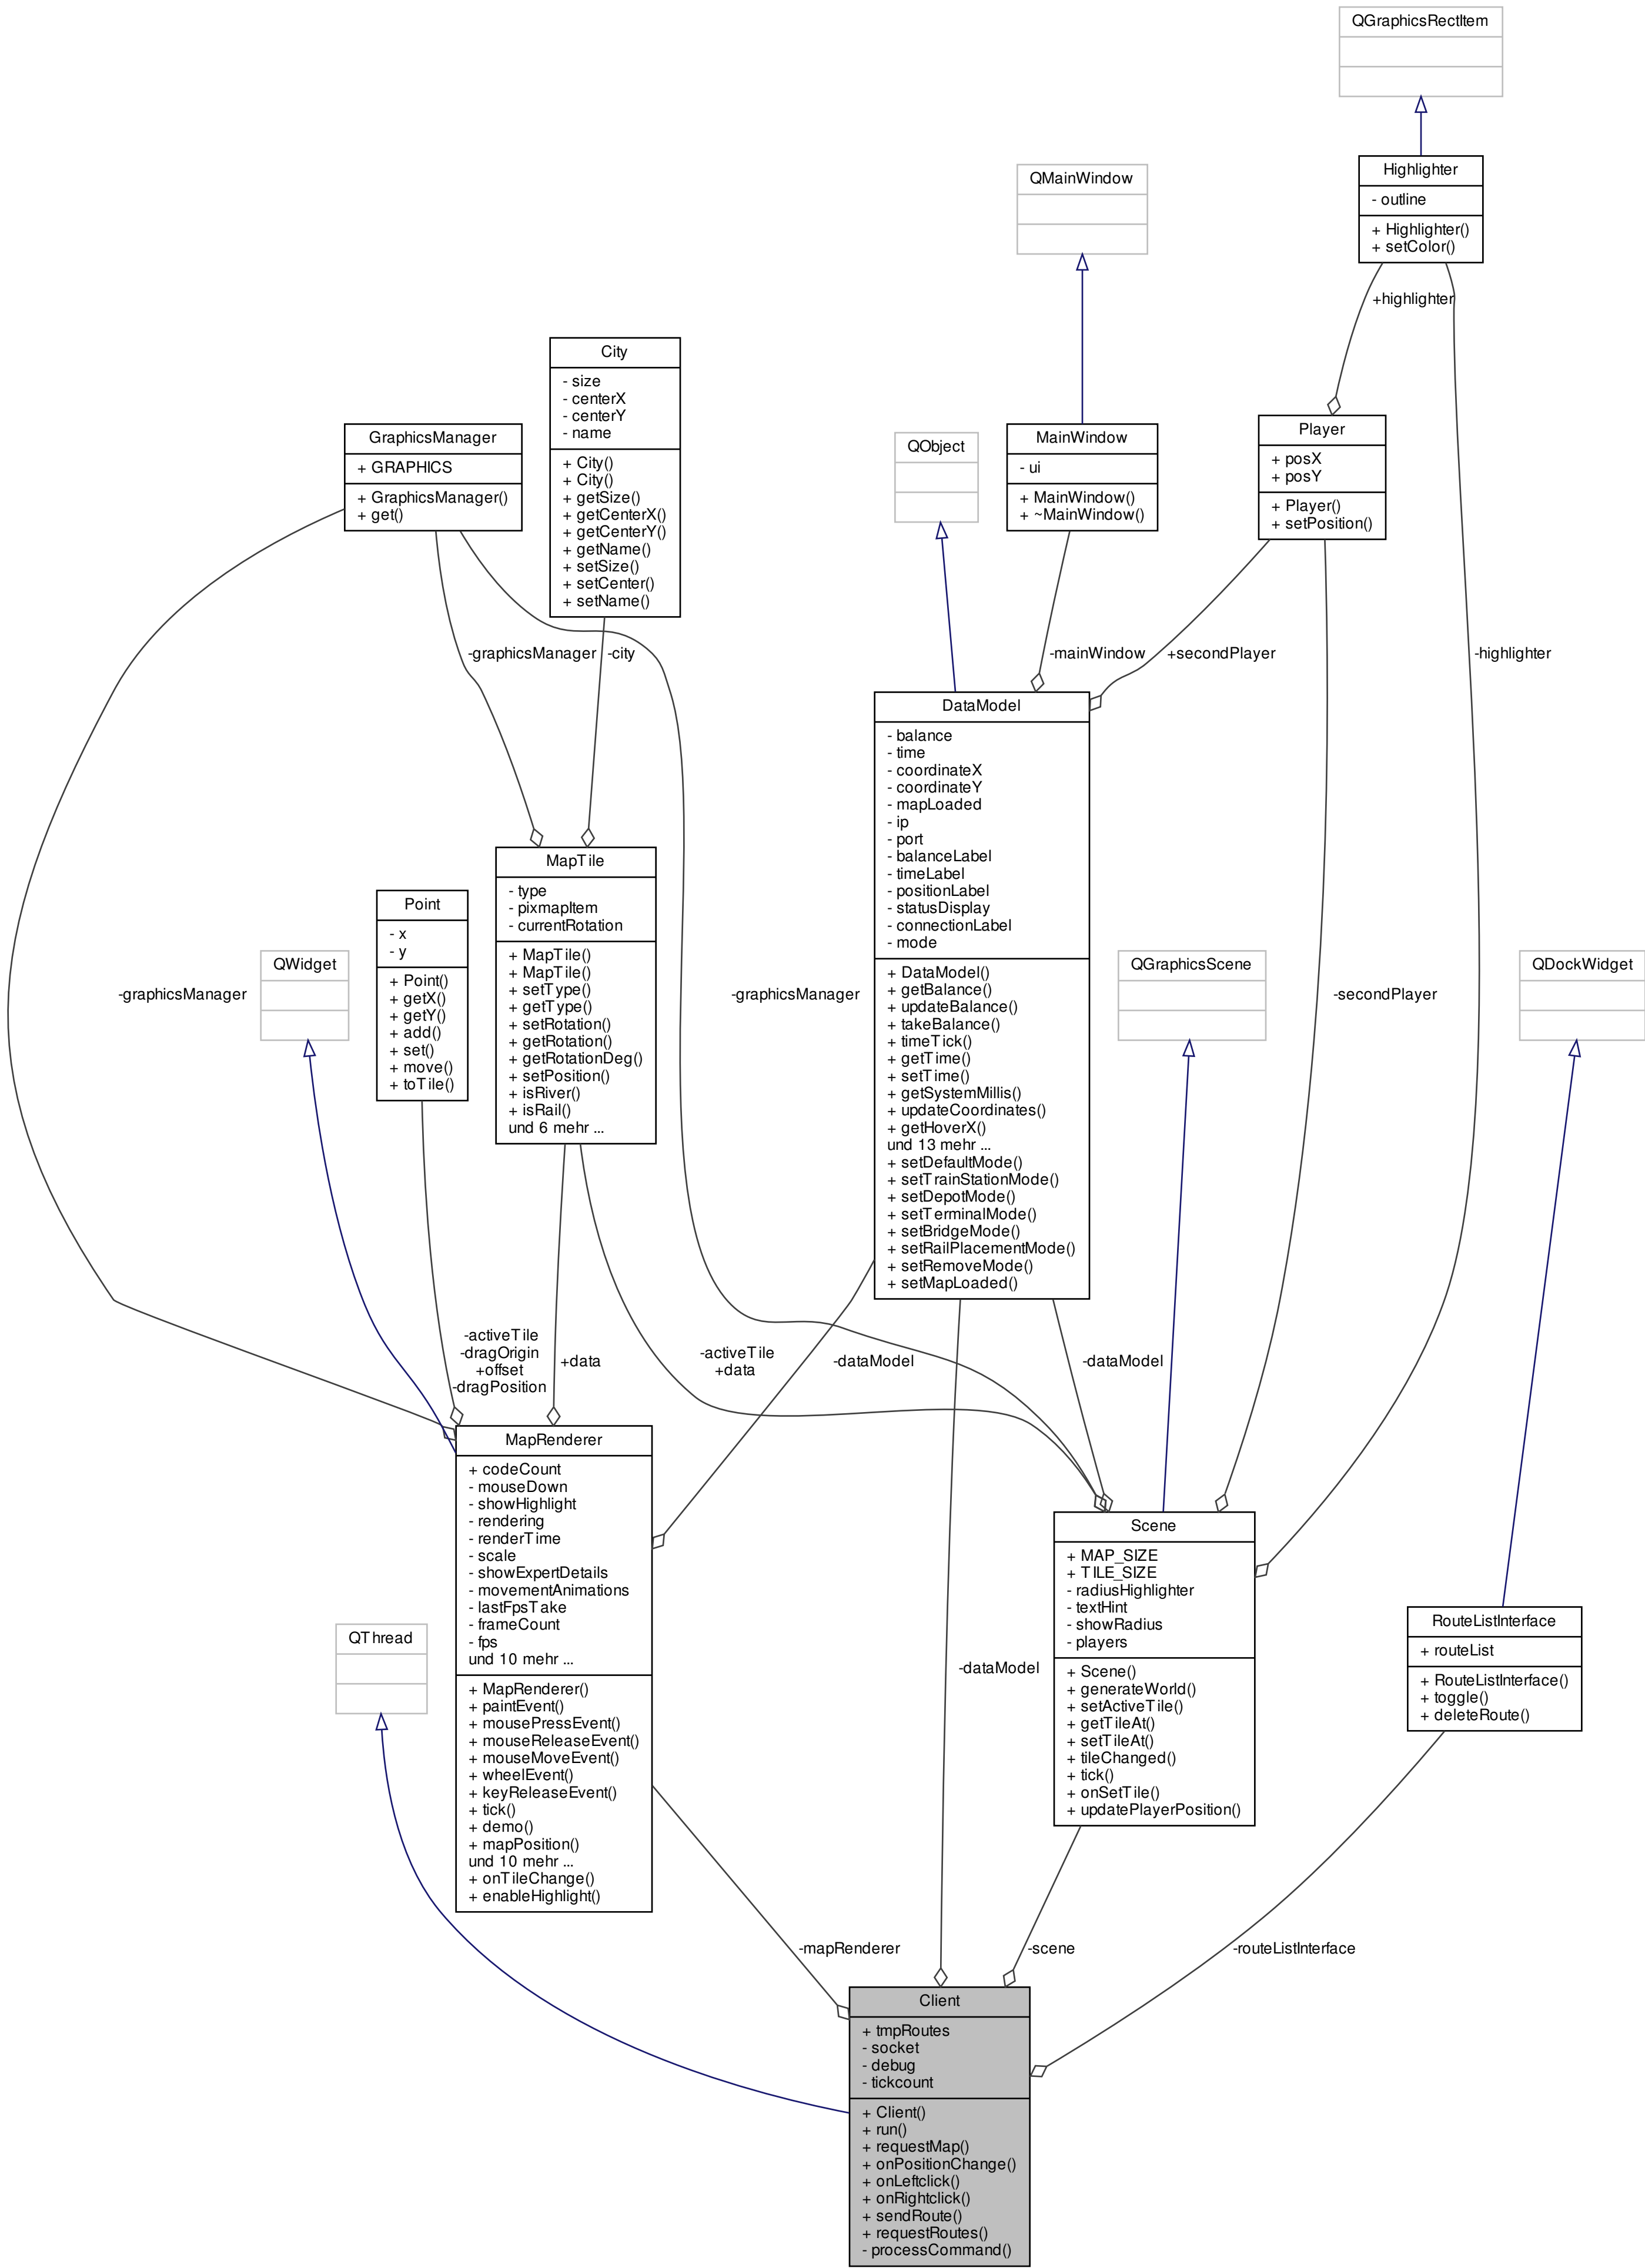 QGraphicsRectItem
Highlighter
- outline
+ Highlighter()
+ setColor()
QMainWindow
+highlighter
City
- size
- centerX
- centerY
- name
+ City()
+ City()
+ getSize()
+ getCenterX()
+ getCenterY()
+ getName()
+ setSize()
+ setCenter()
+ setName()
GraphicsManager
+ GRAPHICS
+ GraphicsManager()
+ get()
QObject
MainWindow
- ui
+ MainWindow()
+ ~MainWindow()
Player
+ posX
+ posY
+ Player()
+ setPosition()
-graphicsManager
-city
-mainWindow
+secondPlayer
-highlighter
DataModel
- balance
- time
- coordinateX
- coordinateY
- mapLoaded
- ip
- port
- balanceLabel
- timeLabel
- positionLabel
- statusDisplay
- connectionLabel
- mode
+ DataModel()
+ getBalance()
+ updateBalance()
+ takeBalance()
+ timeTick()
+ getTime()
+ setTime()
+ getSystemMillis()
+ updateCoordinates()
+ getHoverX()
und 13 mehr ...
+ setDefaultMode()
+ setTrainStationMode()
+ setDepotMode()
+ setTerminalMode()
+ setBridgeMode()
+ setRailPlacementMode()
+ setRemoveMode()
+ setMapLoaded()
MapTile
- type
- pixmapItem
- currentRotation
+ MapTile()
+ MapTile()
+ setType()
+ getType()
+ setRotation()
+ getRotation()
+ getRotationDeg()
+ setPosition()
+ isRiver()
+ isRail()
und 6 mehr ...
Point
- x
- y
+ Point()
+ getX()
+ getY()
+ add()
+ set()
+ move()
+ toTile()
QWidget
QGraphicsScene
QDockWidget
-graphicsManager
-graphicsManager
-secondPlayer
-activeTile
-dragOrigin
+offset
-dragPosition
+data
-activeTile
+data
-dataModel
-dataModel
MapRenderer
+ codeCount
- mouseDown
- showHighlight
- rendering
- renderTime
- scale
- showExpertDetails
- movementAnimations
- lastFpsTake
- frameCount
- fps
und 10 mehr ...
+ MapRenderer()
+ paintEvent()
+ mousePressEvent()
+ mouseReleaseEvent()
+ mouseMoveEvent()
+ wheelEvent()
+ keyReleaseEvent()
+ tick()
+ demo()
+ mapPosition()
und 10 mehr ...
+ onTileChange()
+ enableHighlight()
Scene
+ MAP_SIZE
+ TILE_SIZE
- radiusHighlighter
- textHint
- showRadius
- players
+ Scene()
+ generateWorld()
+ setActiveTile()
+ getTileAt()
+ setTileAt()
+ tileChanged()
+ tick()
+ onSetTile()
+ updatePlayerPosition()
RouteListInterface
+ routeList
+ RouteListInterface()
+ toggle()
+ deleteRoute()
QThread
-dataModel
-mapRenderer
-scene
-routeListInterface
Client
+ tmpRoutes
- socket
- debug
- tickcount
+ Client()
+ run()
+ requestMap()
+ onPositionChange()
+ onLeftclick()
+ onRightclick()
+ sendRoute()
+ requestRoutes()
- processCommand()